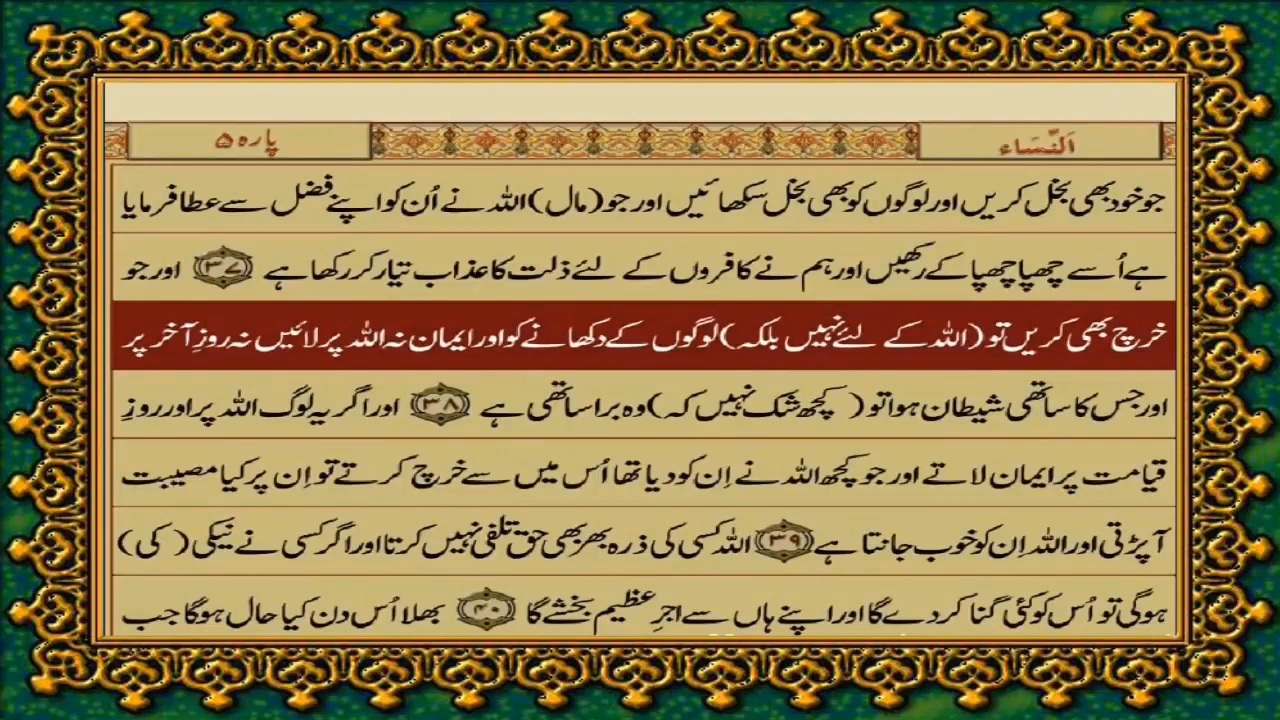 اَلنِّسَاء پارہ ۵
جو خود بھی بخل کریں اور لوگوں کو بھی بخل سکھائیں اور جو (مال) اللہ نے اُن کو اپنے فضل سے عطا فرمایا
ہے اُسے چھپا چھپا کے رکھیں اور ہم نے کافروں کے لئے ذلت کا عذاب تیار کر رکھا ہے ۳۷ اور جو
خرچ بھی کریں تو (اللہ کے لئے نہیں بلکہ) لوگوں کے دکھانے کو اور ایمان نہ اللہ پر لائیں نہ روزِ آخر پر
اور جس کا ساتھی شیطان ہوا تو (کچھ شک نہیں کہ) وہ برا ساتھی ہے ۳۸ اور اگر یہ لوگ اللہ پر اور روزِ
قیامت پر ایمان لاتے اور جو کچھ اللہ نے اِن کو دیا تھا اُس میں سے خرچ کرتے تو اِن پر کیا مصیبت
آپڑتی اور اللہ اِن کو خوب جانتا ہے ۳۹ اللہ کسی کی ذرہ بھر بھی حق تلفی نہیں کرتا اور اگر کسی نے نیکی (کی)
ہوگی تو اُس کو کئی گنا کردے گا اور اپنے ہاں سے اجرِ عظیم بخشے گا ۴۰ بھلا اُس دن کیا حال ہوگا جب